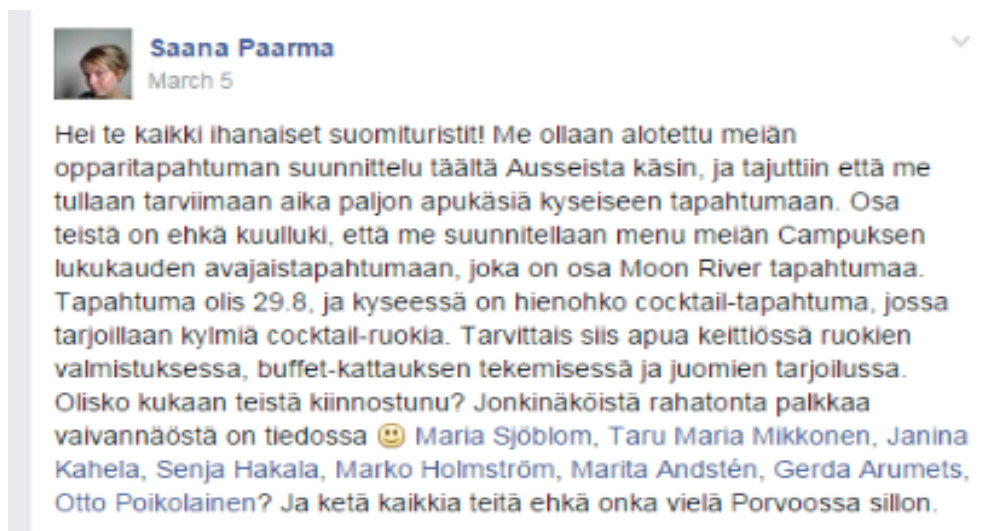 Saana Paarma
March 5
Hei te kaikki ihanaiset suomituristit! Me ollaan alotettu meiän
opparitapahtuman suunnittelu täältä Ausseista käsin, ja tajuttiin että me
tullaan tarviimaan aika paljon apukäsiä kyseiseen tapahtumaan. Osa
teistä on ehkä kuulluki, että me suunnitellaan menu meiän Campuksen
lukukauden avajaistapahtumaan, joka on osa Moon River tapahtumaa.
Tapahtuma olis 29.8, ja kyseessä on hienohko cocktail-tapahtuma, jossa
tarjoillaan kylmiä cocktail-ruokia. Tarvittais siis apua keittiössä ruokien
valmistuksessa, buffet-kattauksen tekemisessä ja juomien tarjoilussa.
Olisko kukaan teistä kiinnostunu? Jonkinäköistä rahatonta palkkaa
vaivannäöstä on tiedossa 🙂 Maria Sjöblom, Taru Maria Mikkonen, Janina
Kahela, Senja Hakala, Marko Holmström, Marita Andstén, Gerda Arumets,
Otto Poikolainen? Ja ketä kaikkia teitä ehkä onka vielä Porvoossa sillon.